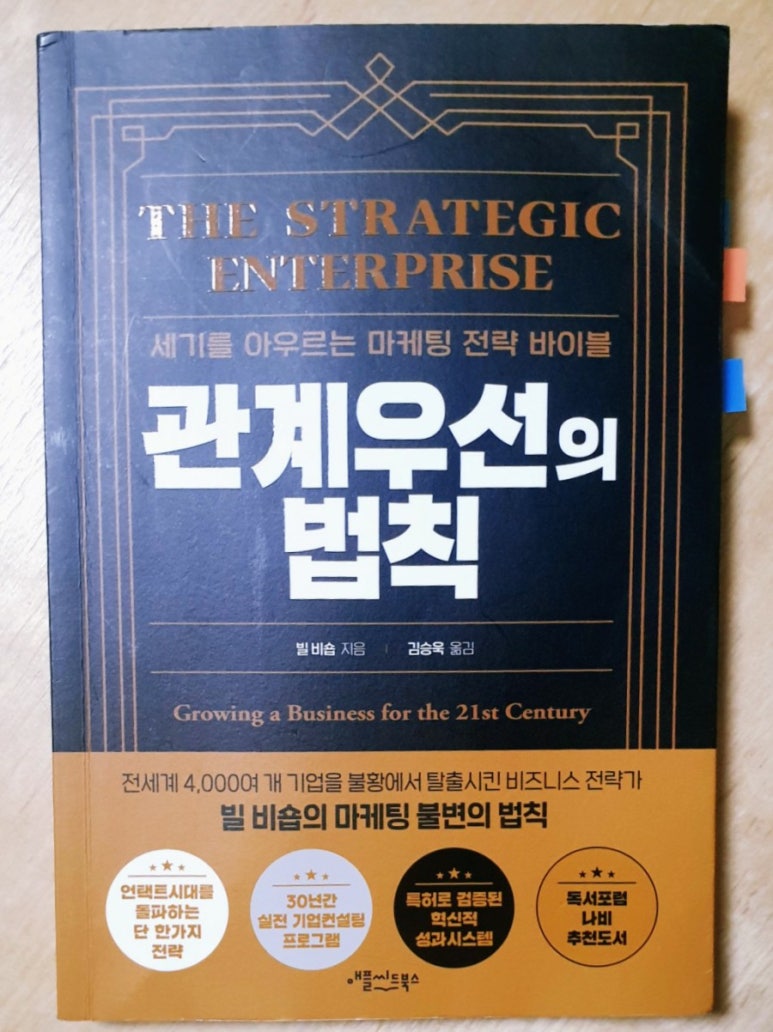 THE STRATEGIC
ENTERPRISE
세기를 아우르는 마케팅 전략 바이블
관계우선의
법칙
빌 비숍 지음 | 김승욱 옮김
Growing a Business for the 21st Century
전세계 4,000여 개 기업을 불황에서 탈출시킨 비즈니스 전략가
빌 비숍의 마케팅 불변의 법칙
언택트시대를
돌파하는
단 한가지
전략
30년간
실전 기업컨설팅
프로그램
특허로 검증된
혁신적
성과시스템
독서포럼
나비
추천도서
애플씨드북스